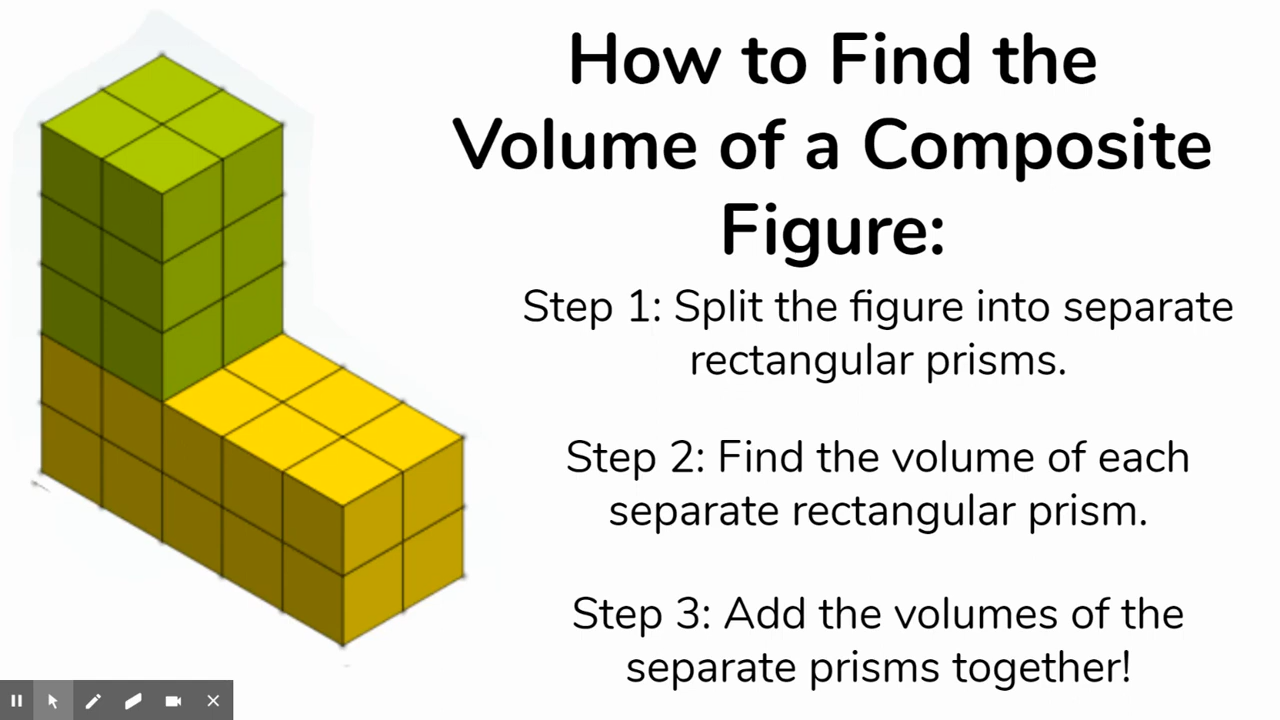 How to Find the
Volume of a Composite
Figure:
Step 1: Split the figure into separate
rectangular prisms.
Step 2: Find the volume of each
separate rectangular prism.
Step 3: Add the volumes of the
separate prisms together!